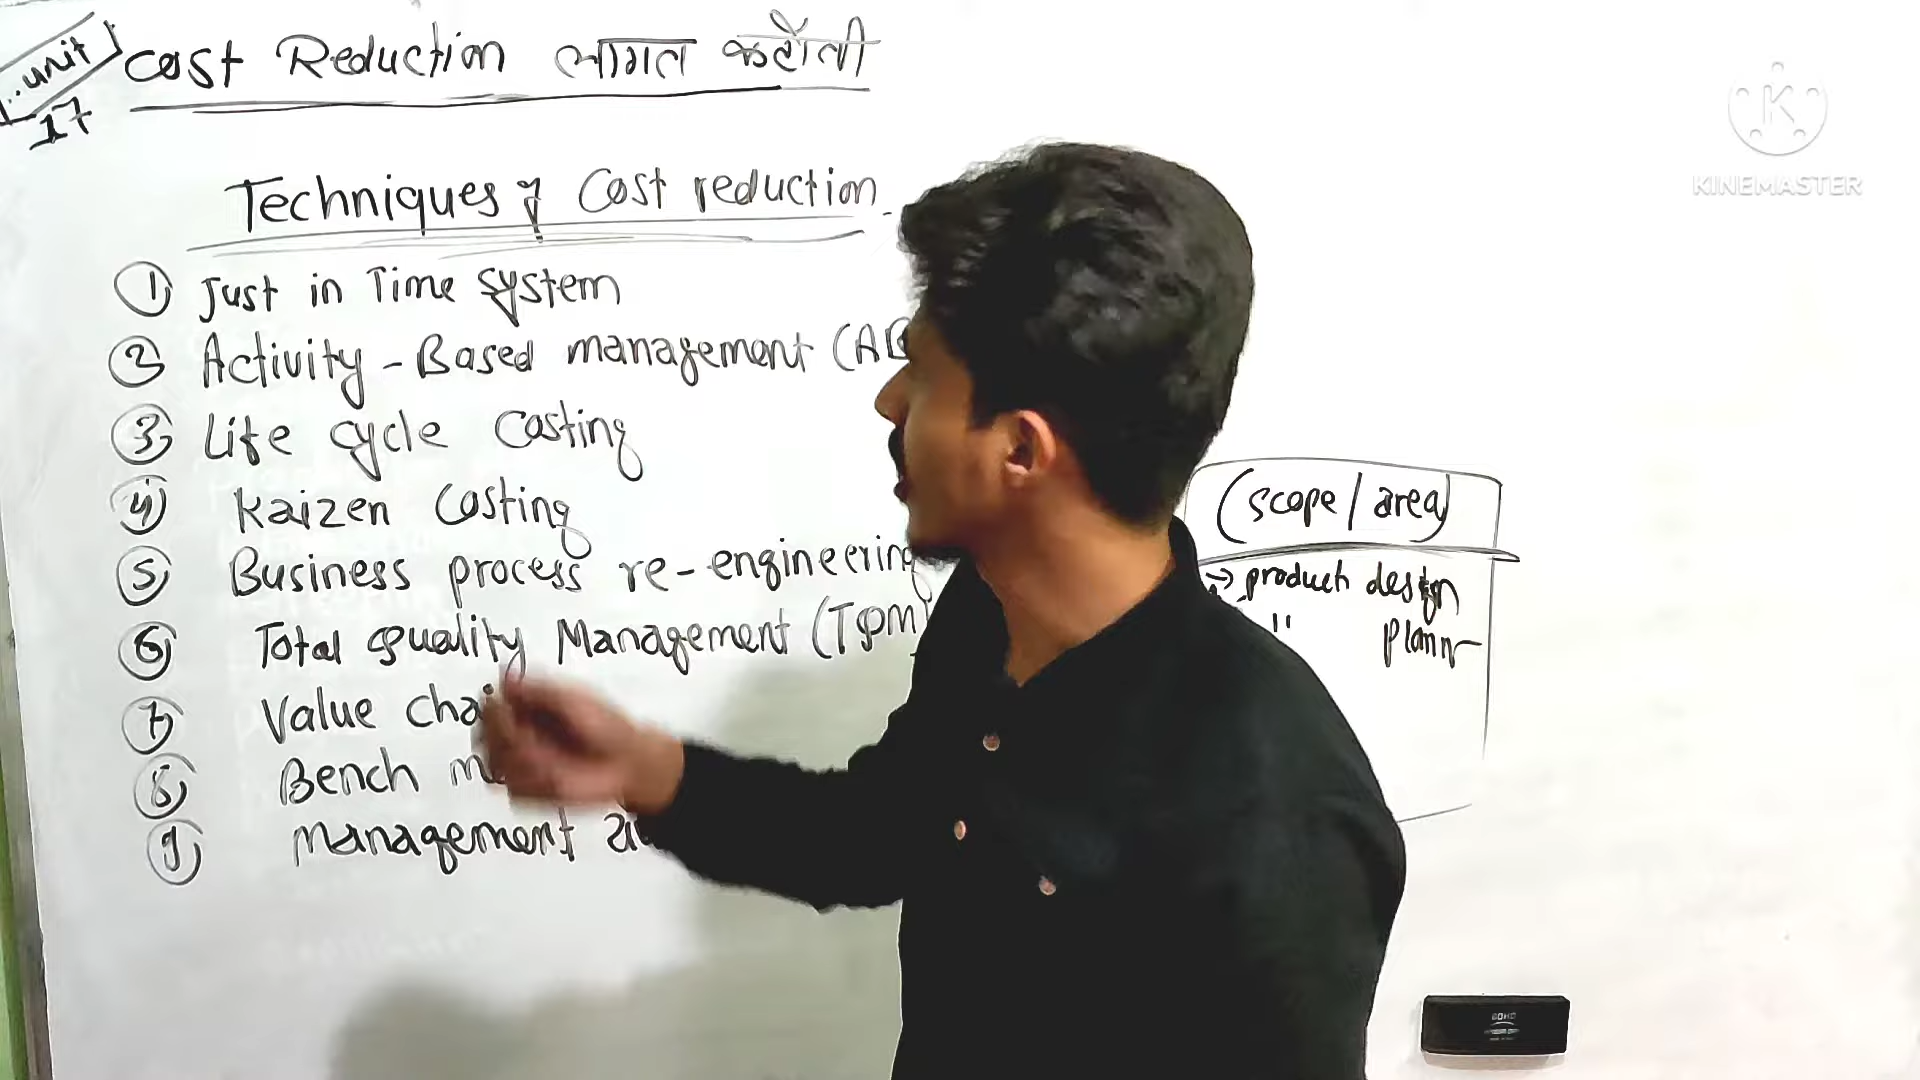 unit
17
Cost Reduction लागत कटौती
Techniques of Cost reduction
① Just in Time system
② Activity-Based management (AB
③ Life cycle Costing
④ Kaizen Costing
⑤ Business process re-engineering
⑥ Total Quality Management (TQM)
⑦ Value chai
⑧ Bench m
⑨ management
(scope / area)
→ product design
" plann
KINEMASTER